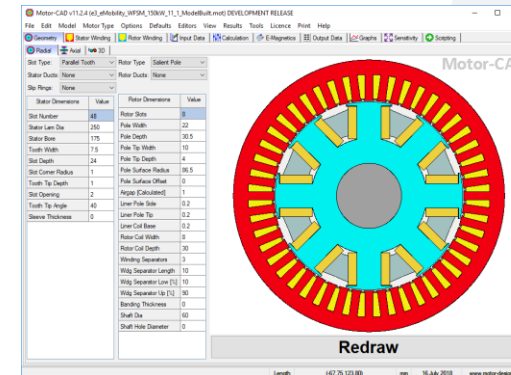 Motor-CAD v11.2.4 (e3_eMobility_WFSM_150kW_11_1_ModelBuilt.mot) DEVELOPMENT RELEASE
File Edit Model Motor Type Options Defaults Editors View Results Tools Licence Print Help
Geometry Stator Winding Rotor Winding Input Data Calculation E-Magnetics Output Data Graphs Sensitivity Scripting
Radial Axial 3D
Slot Type: Parallel Tooth Rotor Type Salient Pole
Stator Ducts: None Rotor Ducts: None
Slip Rings: None
Motor-CA
Stator Dimensions Value
Slot Number 48
Stator Lam Dia 250
Stator Bore 175
Tooth Width 7.5
Slot Depth 24
Slot Corner Radius 1
Tooth Tip Depth 1
Slot Opening 2
Tooth Tip Angle 40
Sleeve Thickness 0
Rotor Dimensions Value
Rotor Slots 8
Pole Width 22
Pole Depth 30.5
Pole Tip Width 10
Pole Tip Depth 4
Pole Surface Radius 86.5
Pole Surface Offset 0
Airgap [Calculated] 1
Liner Pole Side 0.2
Liner Pole Tip 0.2
Liner Coil Base 0.2
Rotor Coil Width 8
Rotor Coil Depth 30
Winding Separators 3
Wdg Separator Length 10
Wdg Separator Low [%] 10
Wdg Separator Up [%] 90
Banding Thickness 0
Shaft Dia 60
Shaft Hole Diameter 0
Redraw
Length (-67.75,123.80) mm 16 July 2018